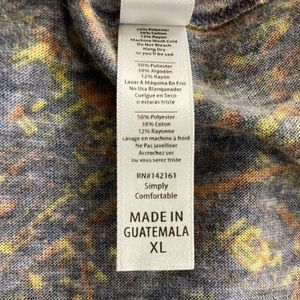 50% Polyester
38% Cotton
12% Rayon
Machine Wash Cold
Do Not Bleach
Hang Dry
or you'll be sad!
50% Poliester
38% Algodón
12% Rayon
Lavar A Máquina En Frío
No Usa Blanqueador
Cuelgue en Seco
o estarás triste
50% Polyester
38% Coton
12% Rayonne
Lavage en machine à froid
Ne Pas javelliser
Accrochez sec
ou vous serez triste
RN#142161
Simply
Comfortable
MADE IN
GUATEMALA
XL